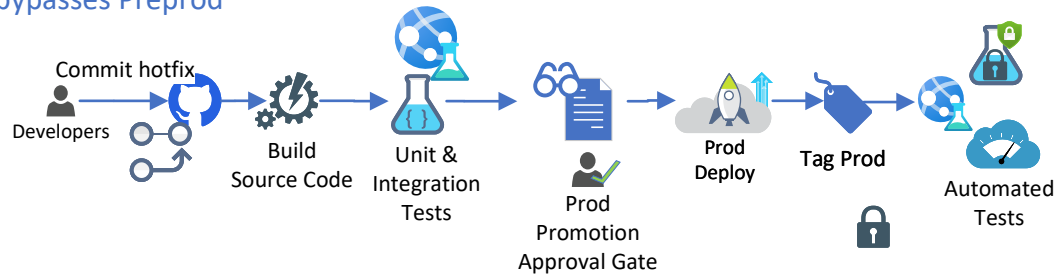 bypasses Preprod
Commit hotfix
Developers
Build
Source Code
{ }
Unit &
Integration
Tests
Prod
Promotion
Approval Gate
Prod
Deploy
Tag Prod
Automated
Tests